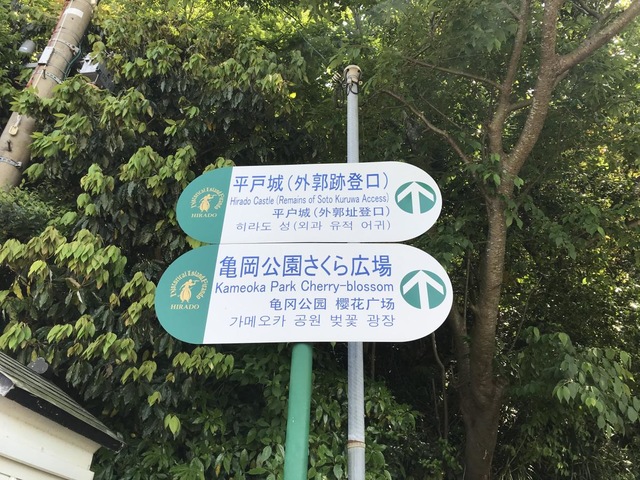 平戸城(外郭跡登口)
Hirado Castle (Remains of Soto Kuruwa Access)
平户城(外郭址登口)
히라도 성(외곽 유적 어귀)
HIRADO
亀岡公園さくら広場
Kameoka Park Cherry-blossom
龟冈公园 樱花广场
가메오카 공원 벚꽃 광장
HIRADO